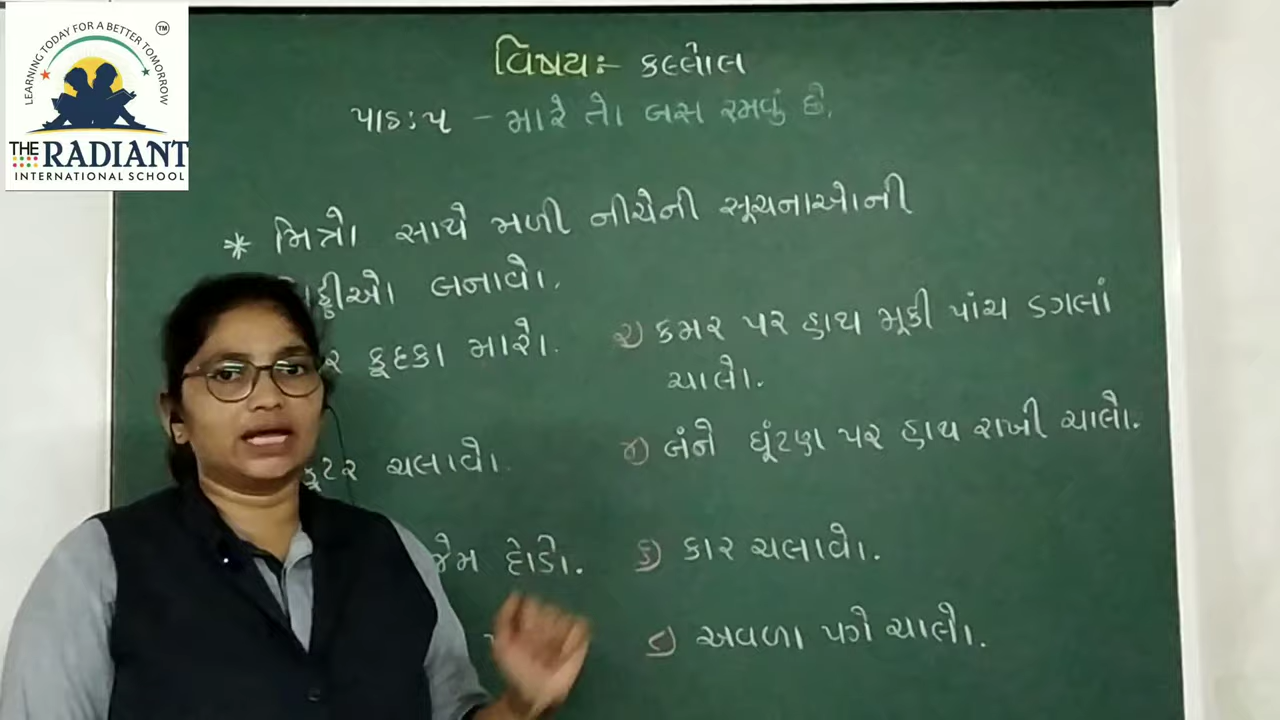 LEARNING TODAY FOR A BETTER TOMORROW
TM
THE RADIANT
INTERNATIONAL SCHOOL
વિષય:- કલ્લોલ
પાઠ:૫ - મારે તો બસ રમવું છે.
* મિત્રો સાથે મળી નીચેની સૂચનાઓની
બનાવો.
કૂદકા મારો.
૨) કમર પર હાથ મૂકી પાંચ ડગલાં
ચાલો.
ચલાવો.
૪) બંને ઘૂંટણ પર હાથ રાખી ચાલો.
જેમ દોડો.
૬) કાર ચલાવો.
૮) અવળા પગે ચાલો.